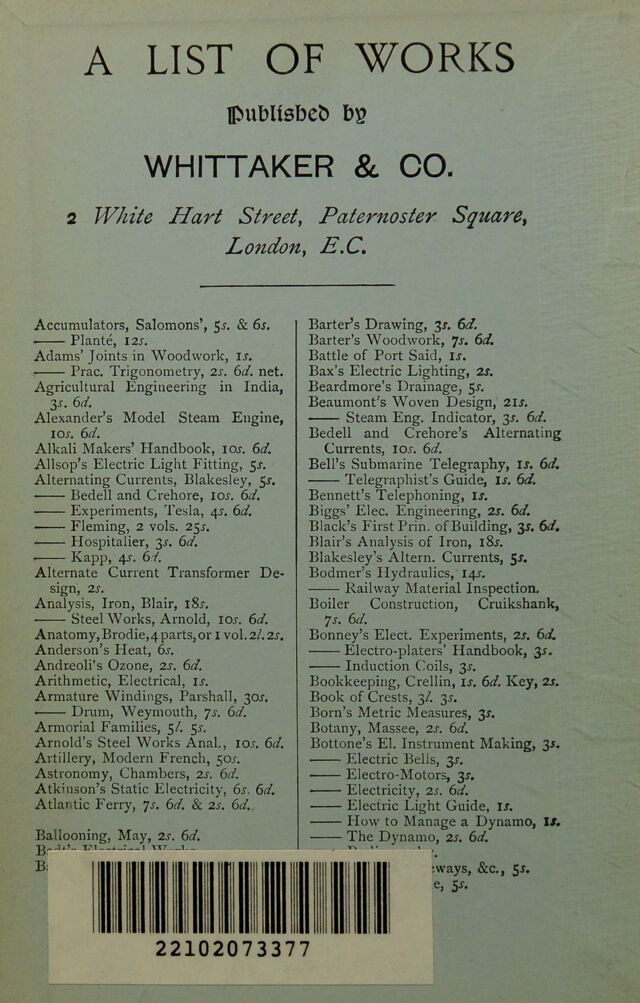 A LIST OF WORKS
Published by
WHITTAKER & CO.
2 White Hart Street, Paternoster Square,
London, E.C.
Accumulators, Salomons', 5s. & 6s.
—— Planté, 12s.
Adams' Joints in Woodwork, 1s.
—— Prac. Trigonometry, 2s. 6d. net.
Agricultural Engineering in India,
3s. 6d.
Alexander's Model Steam Engine,
10s. 6d.
Alkali Makers' Handbook, 10s. 6d.
Allsop's Electric Light Fitting, 5s.
Alternating Currents, Blakesley, 5s.
—— Bedell and Crehore, 10s. 6d.
—— Experiments, Tesla, 4s. 6d.
—— Fleming, 2 vols. 25s.
—— Hospitalier, 3s. 6d.
—— Kapp, 4s. 6d.
Alternate Current Transformer De-
sign, 2s.
Analysis, Iron, Blair, 18s.
—— Steel Works, Arnold, 10s. 6d.
Anatomy, Brodie, 4 parts, or 1 vol. 2l. 2s.
Anderson's Heat, 6s.
Andreoli's Ozone, 2s. 6d.
Arithmetic, Electrical, 1s.
Armature Windings, Parshall, 30s.
—— Drum, Weymouth, 7s. 6d.
Armorial Families, 5l. 5s.
Arnold's Steel Works Anal., 10s. 6d.
Artillery, Modern French, 50s.
Astronomy, Chambers, 2s. 6d.
Atkinson's Static Electricity, 6s. 6d.
Atlantic Ferry, 7s. 6d. & 2s. 6d.
Ballooning, May, 2s. 6d.
Barter's Drawing, 3s. 6d.
Barter's Woodwork, 7s. 6d.
Battle of Port Said, 1s.
Bax's Electric Lighting, 2s.
Beardmore's Drainage, 5s.
Beaumont's Woven Design, 21s.
—— Steam Eng. Indicator, 3s. 6d.
Bedell and Crehore's Alternating
Currents, 10s. 6d.
Bell's Submarine Telegraphy, 1s. 6d.
—— Telegraphist's Guide, 1s. 6d.
Bennett's Telephoning, 1s.
Biggs' Elec. Engineering, 2s. 6d.
Black's First Prin. of Building, 3s. 6d.
Blair's Analysis of Iron, 18s.
Blakesley's Altern. Currents, 5s.
Bodmer's Hydraulics, 14s.
—— Railway Material Inspection.
Boiler Construction, Cruikshank,
7s. 6d.
Bonney's Elect. Experiments, 2s. 6d.
—— Electro-platers' Handbook, 3s.
—— Induction Coils, 3s.
Bookkeeping, Crellin, 1s. 6d. Key, 2s.
Book of Crests, 3l. 3s.
Born's Metric Measures, 3s.
Botany, Massee, 2s. 6d.
Bottone's El. Instrument Making, 3s.
—— Electric Bells, 3s.
—— Electro-Motors, 3s.
—— Electricity, 2s. 6d.
—— Electric Light Guide, 1s.
—— How to Manage a Dynamo, 1s.
—— The Dynamo, 2s. 6d.
&c., 5s.
5s.
22102073377